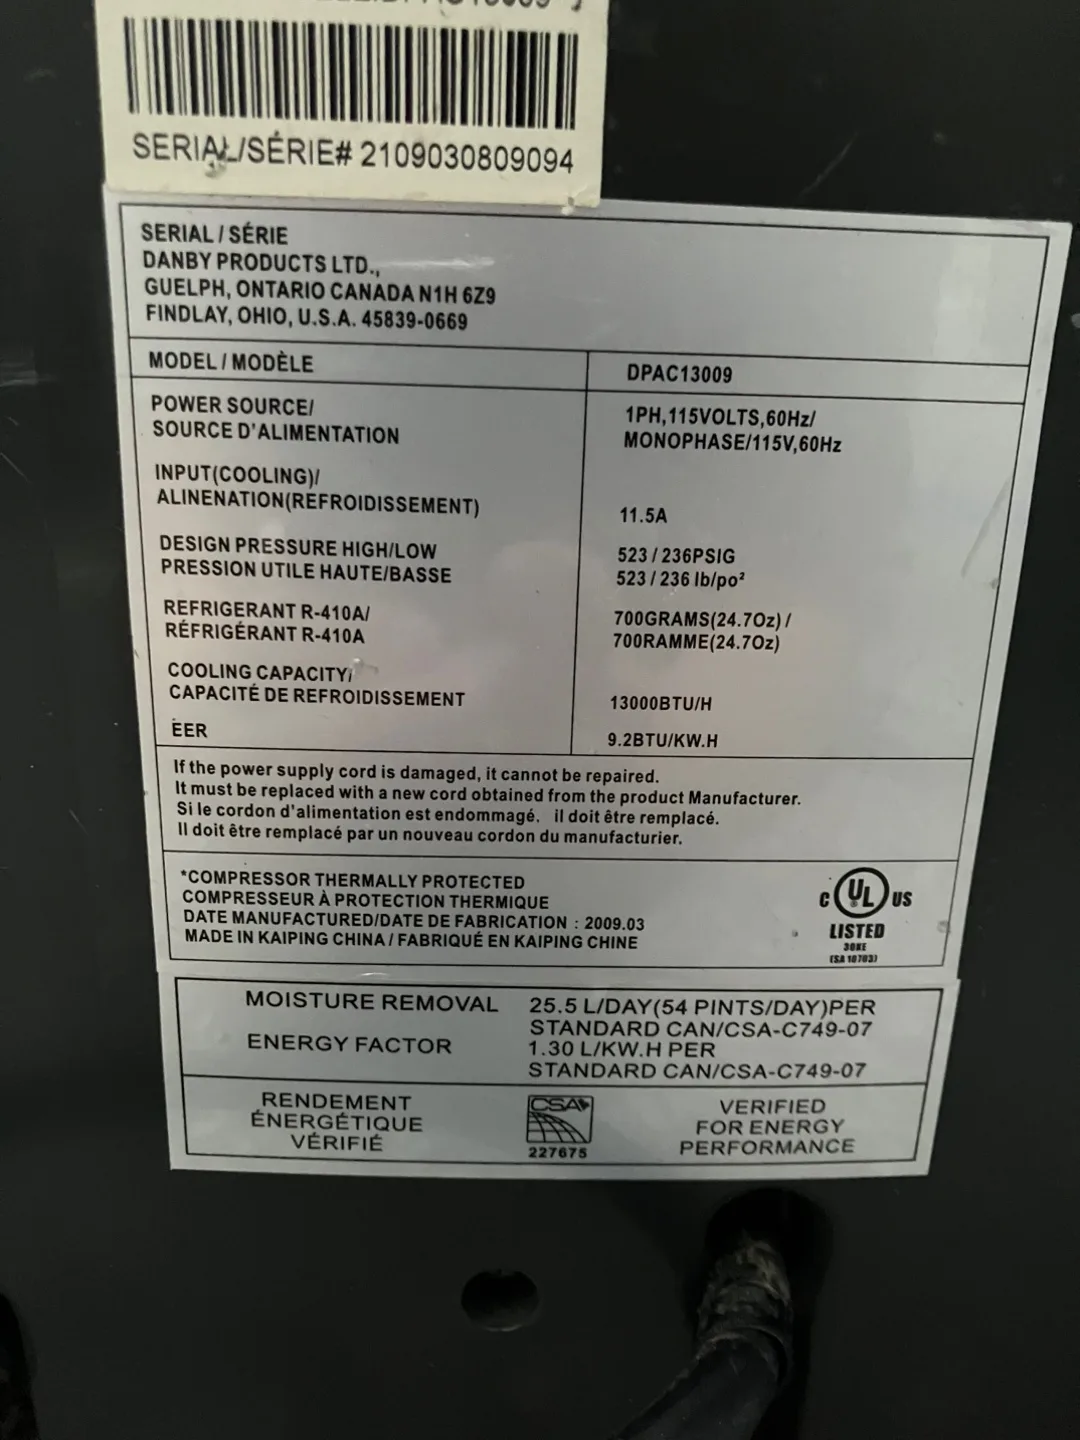 SERIAL/SÉRIE# 2109030809094
SERIAL / SÉRIE
DANBY PRODUCTS LTD.,
GUELPH, ONTARIO CANADA N1H 6Z9
FINDLAY, OHIO, U.S.A. 45839-0669
MODEL / MODÈLE DPAC13009
POWER SOURCE/ 1PH,115VOLTS,60Hz/
SOURCE D'ALIMENTATION MONOPHASE/115V,60Hz
INPUT(COOLING)/
ALINENATION(REFROIDISSEMENT) 11.5A
DESIGN PRESSURE HIGH/LOW 523 / 236PSIG
PRESSION UTILE HAUTE/BASSE 523 / 236 lb/po²
REFRIGERANT R-410A/ 700GRAMS(24.7Oz) /
RÉFRIGÉRANT R-410A 700RAMME(24.7Oz)
COOLING CAPACITY/
CAPACITÉ DE REFROIDISSEMENT 13000BTU/H
EER 9.2BTU/KW.H
If the power supply cord is damaged, it cannot be repaired.
It must be replaced with a new cord obtained from the product Manufacturer.
Si le cordon d'alimentation est endommagé, il doit être remplacé.
Il doit être remplacé par un nouveau cordon du manufacturier.
*COMPRESSOR THERMALLY PROTECTED
COMPRESSEUR À PROTECTION THERMIQUE
DATE MANUFACTURED/DATE DE FABRICATION : 2009.03
MADE IN KAIPING CHINA / FABRIQUÉ EN KAIPING CHINE
C UL ® US
LISTED
30KE
(SA 10703)
MOISTURE REMOVAL 25.5 L/DAY(54 PINTS/DAY)PER
STANDARD CAN/CSA-C749-07
ENERGY FACTOR 1.30 L/KW.H PER
STANDARD CAN/CSA-C749-07
RENDEMENT
ÉNERGÉTIQUE
VÉRIFIÉ
CSA
227675
VERIFIED
FOR ENERGY
PERFORMANCE